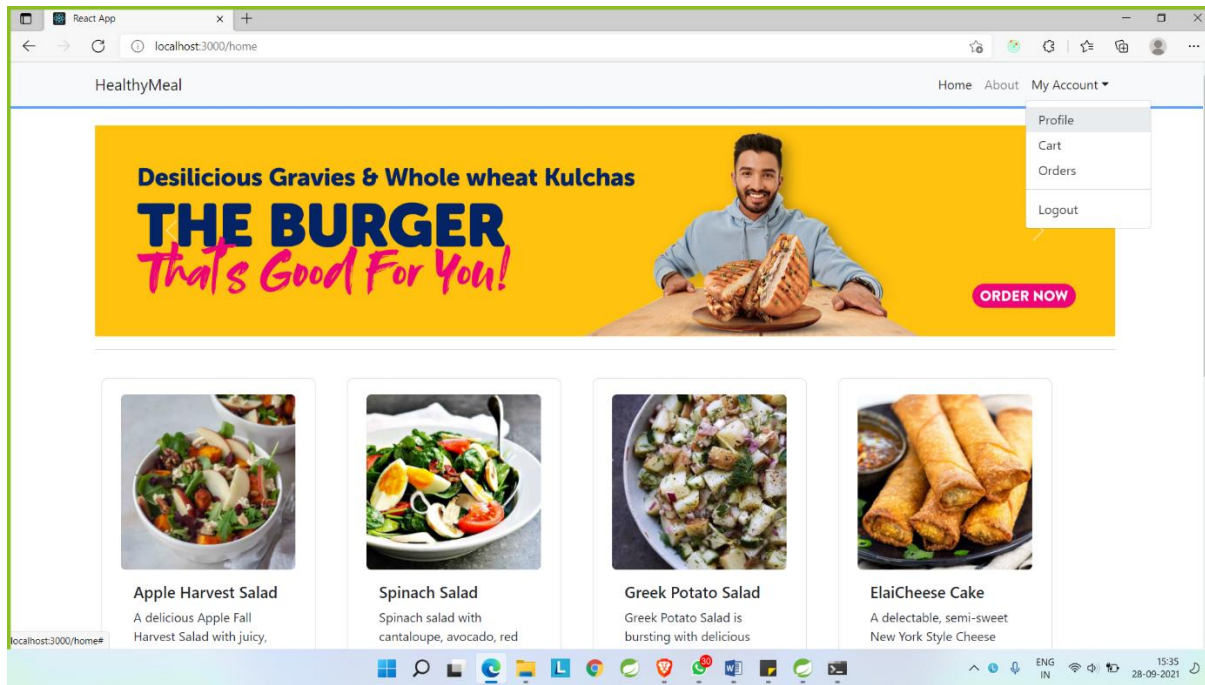 React App
localhost:3000/home
HealthyMeal
Home About My Account
Profile
Cart
Orders
Logout
Desilicious Gravies & Whole wheat Kulchas
THE BURGER
That's Good For You!
ORDER NOW
Apple Harvest Salad
A delicious Apple Fall
Harvest Salad with juicy,
Spinach Salad
Spinach salad with
cantaloupe, avocado, red
Greek Potato Salad
Greek Potato Salad is
bursting with delicious
ElaiCheese Cake
A delectable, semi-sweet
New York Style Cheese
localhost:3000/home#
L
30
W
ENG
IN
15:35
28-09-2021